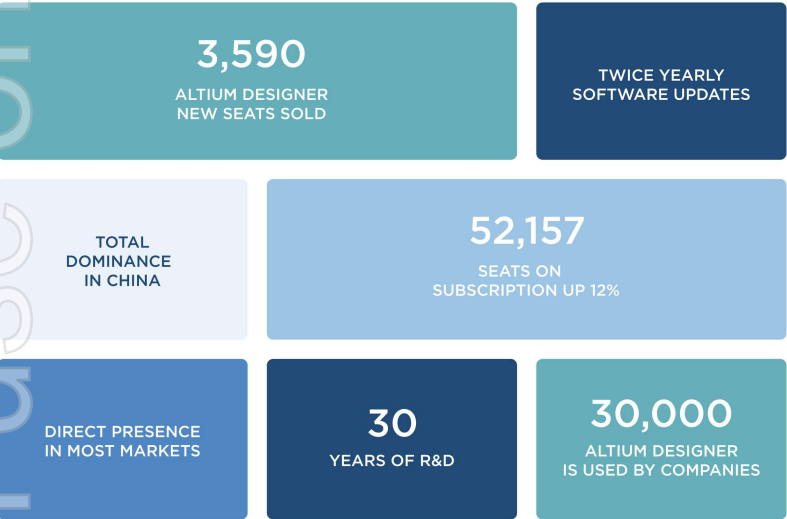 3,590
ALTIUM DESIGNER
NEW SEATS SOLD
TWICE YEARLY
SOFTWARE UPDATES
TOTAL
DOMINANCE
IN CHINA
52,157
SEATS ON
SUBSCRIPTION UP 12%
DIRECT PRESENCE
IN MOST MARKETS
30
YEARS OF R&D
30,000
ALTIUM DESIGNER
IS USED BY COMPANIES